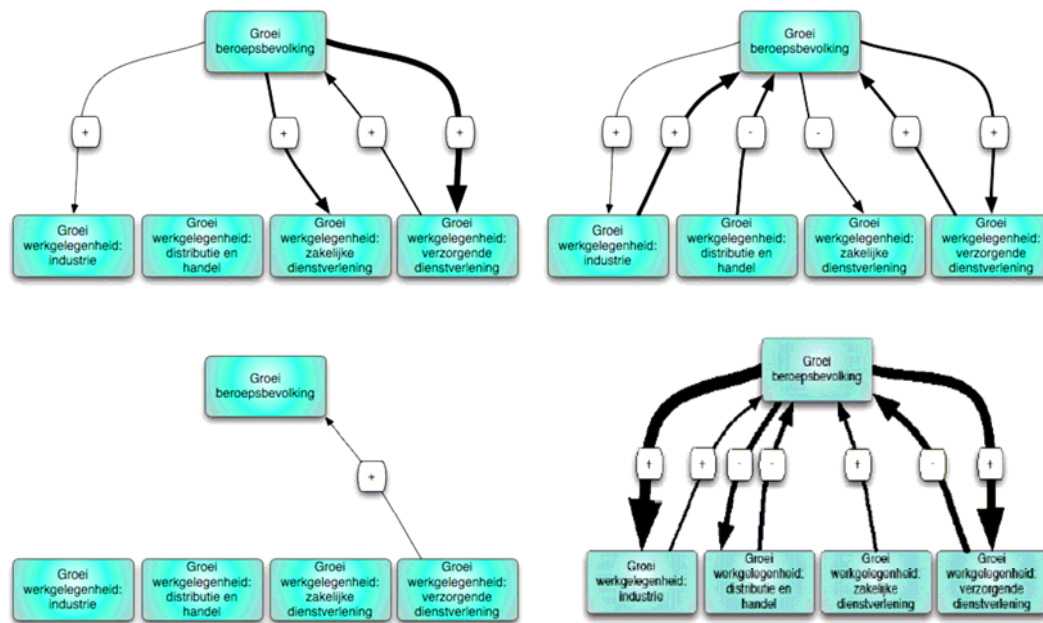 Groei
beroepsbevolking
+
+
+
+
Groei
werkgelegenheid:
industrie
Groei
werkgelegenheid:
distributie en
handel
Groei
werkgelegenheid:
zakelijke
dienstverlening
Groei
werkgelegenheid:
verzorgende
dienstverlening
Groei
beroepsbevolking
+
+
-
-
+
+
Groei
werkgelegenheid:
industrie
Groei
werkgelegenheid:
distributie en
handel
Groei
werkgelegenheid:
zakelijke
dienstverlening
Groei
werkgelegenheid:
verzorgende
dienstverlening
Groei
beroepsbevolking
+
Groei
werkgelegenheid:
industrie
Groei
werkgelegenheid:
distributie en
handel
Groei
werkgelegenheid:
zakelijke
dienstverlening
Groei
werkgelegenheid:
verzorgende
dienstverlening
Groei
beroepsbevolking
+
+
-
-
+
-
+
Groei
werkgelegenheid:
industrie
Groei
werkgelegenheid:
distributie en
handel
Groei
werkgelegenheid:
zakelijke
dienstverlening
Groei
werkgelegenheid:
verzorgende
dienstverlening